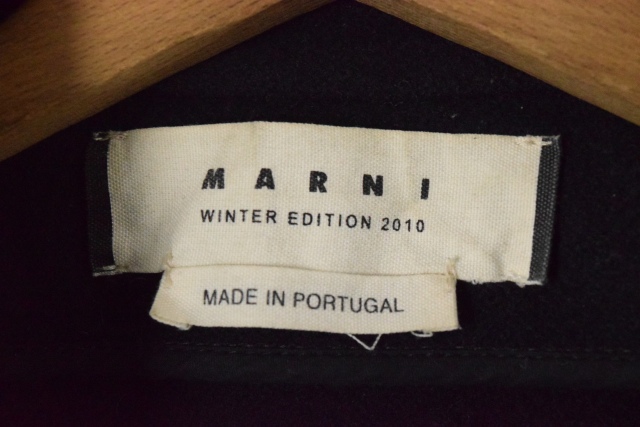 MARNI
WINTER EDITION 2010
MADE IN PORTUGAL